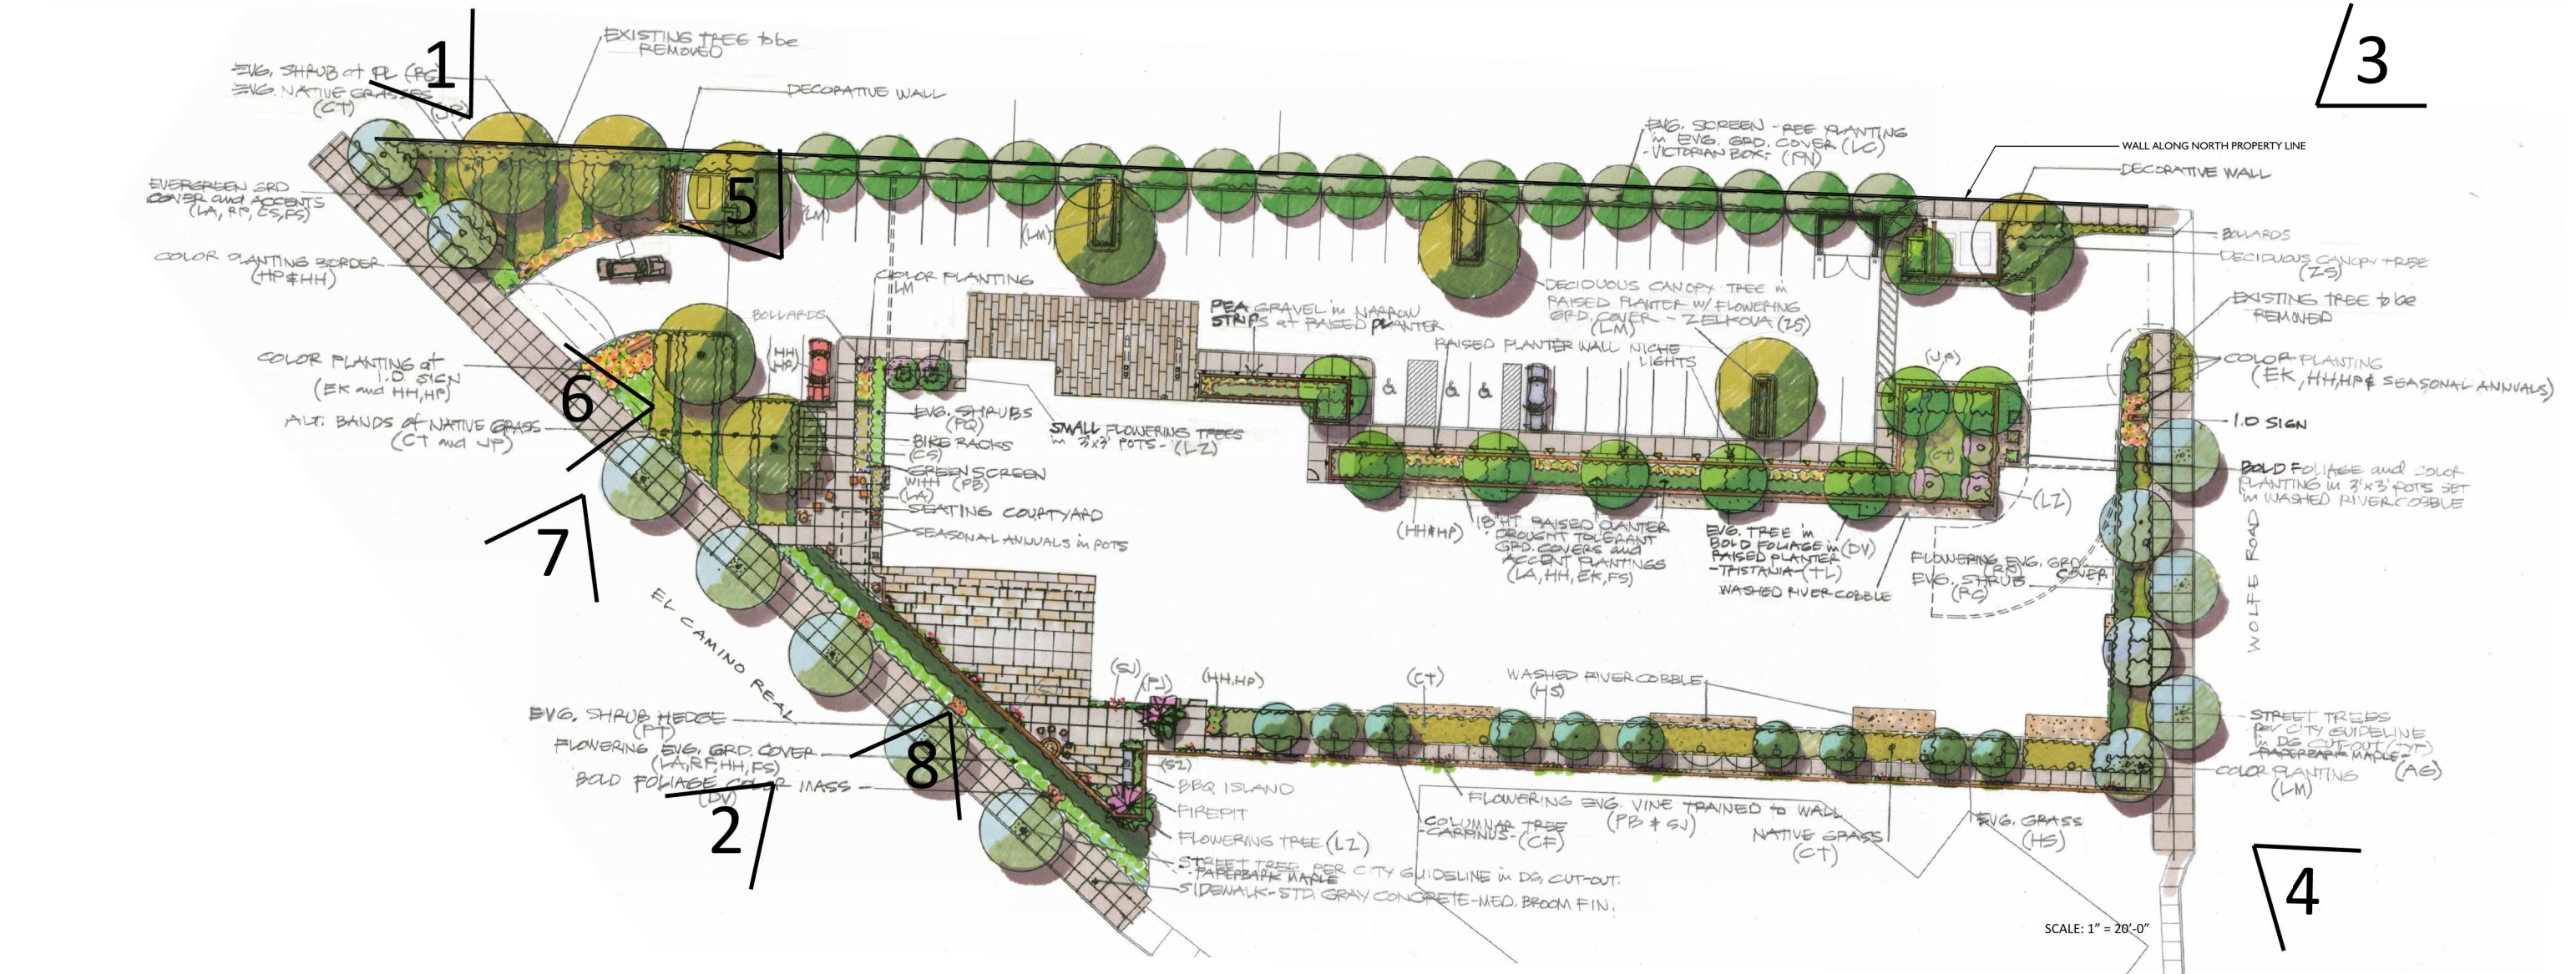 1
EXISTING TREE to be
REMOVED
EVG. SHRUB at PL (RG)
EVG. NATIVE GRASSES
(CT)
(JP)
DECORATIVE WALL
3
EVG. SCREEN TREE PLANTING
in EVG. GRD. COVER (LC)
-VICTORIAN BOX- (PN)
WALL ALONG NORTH PROPERTY LINE
DECORATIVE WALL
EVERGREEN GRD
COVER and ACCENTS
(LA, RP, CS, FS)
5
(LM)
(LM)
BOLLARDS
DECIDUOUS CANOPY TREE
(ZS)
COLOR PLANTING BORDER
(HP & HH)
COLOR PLANTING
LM
DECIDUOUS CANOPY TREE in
RAISED PLANTER W/ FLOWERING
GRD. COVER - ZELKOVA (ZS)
(LM)
EXISTING TREE to be
REMOVED
BOLLARDS
PEA GRAVEL in NARROW
STRIPS at RAISED PLANTER
RAISED PLANTER WALL NICHE
LIGHTS
(HH
HP)
COLOR PLANTING at
I.D. SIGN
(EK and HH, HP)
6
(JP)
COLOR PLANTING
(EK, HH, HP & SEASONAL ANNUALS)
ALT. BANDS of NATIVE GRASS
(CT and JP)
EVG. SHRUBS
(PQ)
BIKE RACKS
(CS)
GREEN SCREEN
WITH (PB)
(LA)
SEATING COURTYARD
SEASONAL ANNUALS in POTS
SMALL FLOWERING TREES
in 3'x3' POTS - (LZ)
I.D SIGN
(CT)
BOLD FOLIAGE and COLOR
PLANTING in 3'x3' POTS SET
in WASHED RIVER COBBLE
(LZ)
7
(HH & HP)
18" HT RAISED PLANTER
DROUGHT TOLERANT
GRD. COVERS and
ACCENT PLANTINGS
(LA, HH, EK, FS)
EVG. TREE in
BOLD FOLIAGE in (DV)
RAISED PLANTER
-TRISTANIA- (TL)
WASHED RIVER COBBLE
FLOWERING EVG. GRD.
COVER
EVG. SHRUB
(RG)
WOLFE ROAD
EL CAMINO REAL
(SJ)
(PJ)
(HH, HP)
(CT)
WASHED RIVER COBBLE
(HS)
EVG. SHRUB HEDGE
(PT)
FLOWERING EVG. GRD. COVER
(LA, RF, HH, FS)
BOLD FOLIAGE COLOR MASS
(DV)
8
2
(SZ)
BBQ ISLAND
FIREPIT
FLOWERING TREE (LZ)
STREET TREE PER CITY GUIDELINE in DG, CUT-OUT.
-PAPERBARK MAPLE
SIDEWALK-STD. GRAY CONCRETE-MED. BROOM FIN.
FLOWERING EVG. VINE TRAINED to WALL
(PB & SJ)
COLUMNAR TREE
-CARPINUS- (CF)
NATIVE GRASS
(CT)
EVG. GRASS
(HS)
STREET TREES
PER CITY GUIDELINE
in DG CUT-OUT (TYP)
-PAPERBARK MAPLE-
(AG)
COLOR PLANTING
(LM)
4
SCALE: 1" = 20'-0"